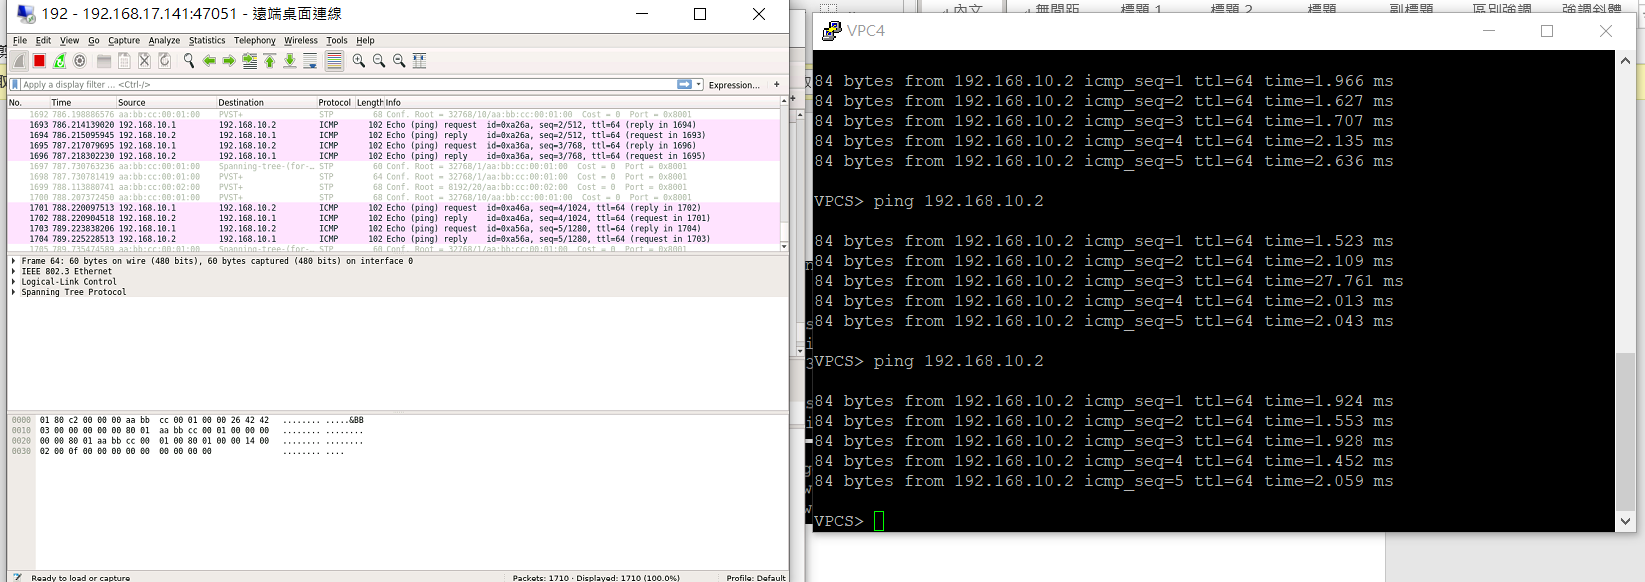 192 - 192.168.17.141:47051 - 遠端桌面連線
File Edit View Go Capture Analyze Statistics Telephony Wireless Tools Help
Apply a display filter ... <Ctrl-/>
Expression... +
No. Time Source Destination Protocol Length Info
1692 786.198886576 aa:bb:cc:00:01:00 PVST+ STP 68 Conf. Root = 32768/10/aa:bb:cc:00:01:00 Cost = 0 Port = 0x8001
1693 786.214139020 192.168.10.1 192.168.10.2 ICMP 102 Echo (ping) request id=0xa26a, seq=2/512, ttl=64 (reply in 1694)
1694 786.215095945 192.168.10.2 192.168.10.1 ICMP 102 Echo (ping) reply id=0xa26a, seq=2/512, ttl=64 (request in 1693)
1695 787.217079695 192.168.10.1 192.168.10.2 ICMP 102 Echo (ping) request id=0xa36a, seq=3/768, ttl=64 (reply in 1696)
1696 787.218302230 192.168.10.2 192.168.10.1 ICMP 102 Echo (ping) reply id=0xa36a, seq=3/768, ttl=64 (request in 1695)
1697 787.730763236 aa:bb:cc:00:01:00 Spanning-tree-(for-… STP 60 Conf. Root = 32768/1/aa:bb:cc:00:01:00 Cost = 0 Port = 0x8001
1698 787.730781419 aa:bb:cc:00:01:00 PVST+ STP 68 Conf. Root = 32768/1/aa:bb:cc:00:01:00 Cost = 0 Port = 0x8001
1699 788.113880741 aa:bb:cc:00:02:00 PVST+ STP 68 Conf. Root = 8192/20/aa:bb:cc:00:02:00 Cost = 0 Port = 0x8001
1700 788.207372450 aa:bb:cc:00:01:00 PVST+ STP 68 Conf. Root = 32768/10/aa:bb:cc:00:01:00 Cost = 0 Port = 0x8001
1701 788.220097513 192.168.10.1 192.168.10.2 ICMP 102 Echo (ping) request id=0xa46a, seq=4/1024, ttl=64 (reply in 1702)
1702 788.220904518 192.168.10.2 192.168.10.1 ICMP 102 Echo (ping) reply id=0xa46a, seq=4/1024, ttl=64 (request in 1701)
1703 789.223838206 192.168.10.1 192.168.10.2 ICMP 102 Echo (ping) request id=0xa56a, seq=5/1280, ttl=64 (reply in 1704)
1704 789.225228513 192.168.10.2 192.168.10.1 ICMP 102 Echo (ping) reply id=0xa56a, seq=5/1280, ttl=64 (request in 1703)
1705 789.735474589 aa:bb:cc:00:01:00 Spanning-tree-(for-… STP 60 Conf. Root = 32768/1/aa:bb:cc:00:01:00 Cost = 0 Port = 0x8001
Frame 64: 60 bytes on wire (480 bits), 60 bytes captured (480 bits) on interface 0
IEEE 802.3 Ethernet
Logical-Link Control
Spanning Tree Protocol
0000 01 80 c2 00 00 00 aa bb cc 00 01 00 00 26 42 42 ........ .....&BB
0010 03 00 00 00 00 00 80 01 aa bb cc 00 01 00 00 00 ........ ........
0020 00 00 80 01 aa bb cc 00 01 00 80 01 00 00 14 00 ........ ........
0030 02 00 0f 00 00 00 00 00 00 00 00 00 ........ ....
Ready to load or capture
Packets: 1710 · Displayed: 1710 (100.0%)
Profile: Default
內文 無間距 標題 1 標題 2 標題 副標題 區別強調 強調斜體
VPC4
84 bytes from 192.168.10.2 icmp_seq=1 ttl=64 time=1.966 ms
84 bytes from 192.168.10.2 icmp_seq=2 ttl=64 time=1.627 ms
84 bytes from 192.168.10.2 icmp_seq=3 ttl=64 time=1.707 ms
84 bytes from 192.168.10.2 icmp_seq=4 ttl=64 time=2.135 ms
84 bytes from 192.168.10.2 icmp_seq=5 ttl=64 time=2.636 ms
VPCS> ping 192.168.10.2
84 bytes from 192.168.10.2 icmp_seq=1 ttl=64 time=1.523 ms
84 bytes from 192.168.10.2 icmp_seq=2 ttl=64 time=2.109 ms
84 bytes from 192.168.10.2 icmp_seq=3 ttl=64 time=27.761 ms
84 bytes from 192.168.10.2 icmp_seq=4 ttl=64 time=2.013 ms
84 bytes from 192.168.10.2 icmp_seq=5 ttl=64 time=2.043 ms
VPCS> ping 192.168.10.2
84 bytes from 192.168.10.2 icmp_seq=1 ttl=64 time=1.924 ms
84 bytes from 192.168.10.2 icmp_seq=2 ttl=64 time=1.553 ms
84 bytes from 192.168.10.2 icmp_seq=3 ttl=64 time=1.928 ms
84 bytes from 192.168.10.2 icmp_seq=4 ttl=64 time=1.452 ms
84 bytes from 192.168.10.2 icmp_seq=5 ttl=64 time=2.059 ms
VPCS>